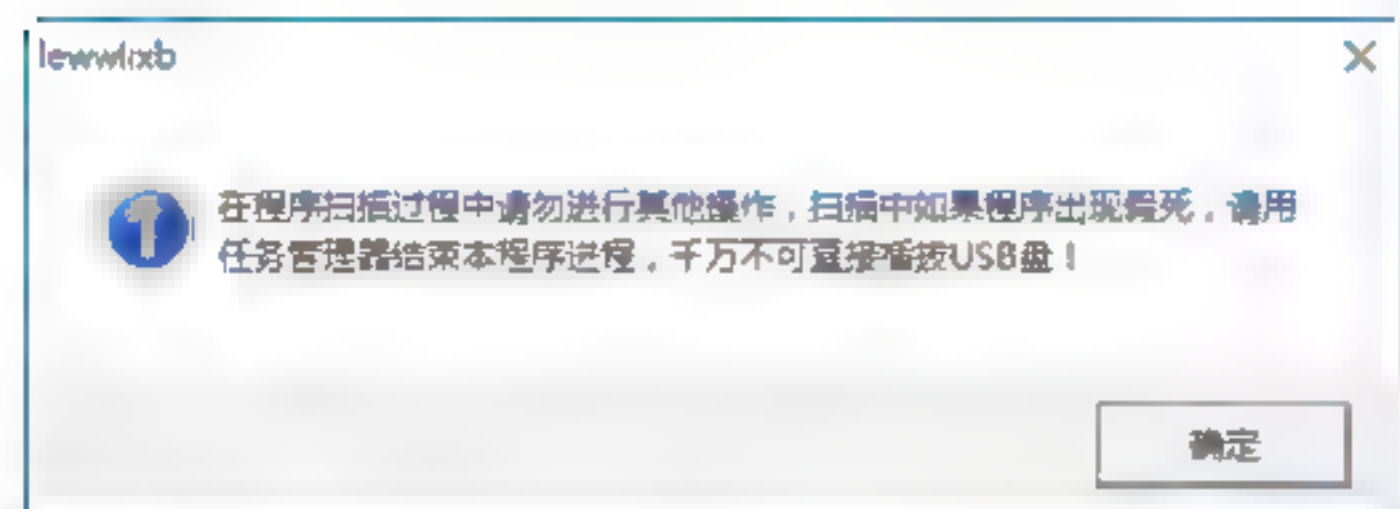 在程序扫描过程中请勿进行其他操作，扫描中如果程序出现假死，请用
任务管理器结束本程序进程，千万不可直接插拔USB盘！
确定